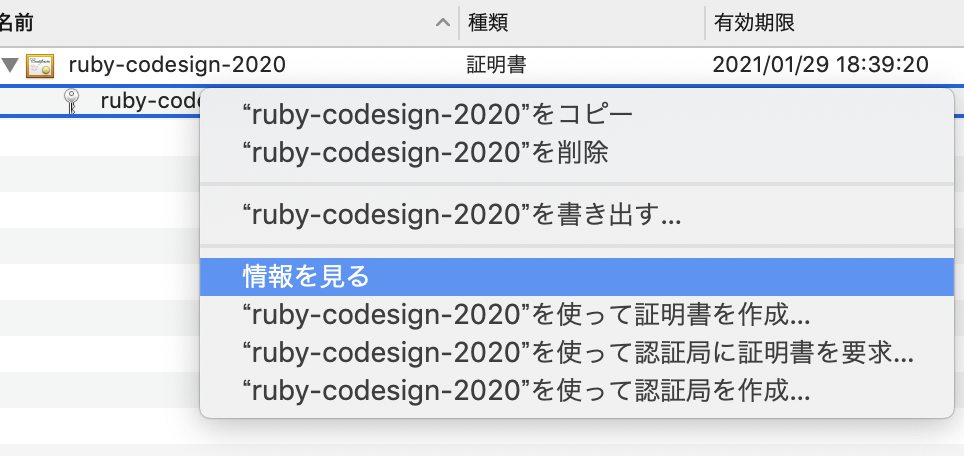 名前 種類 有効期限
ruby-codesign-2020 証明書 2021/01/29 18:39:20
ruby-code
“ruby-codesign-2020”をコピー
“ruby-codesign-2020”を削除
“ruby-codesign-2020”を書き出す...
情報を見る
“ruby-codesign-2020”を使って証明書を作成...
“ruby-codesign-2020”を使って認証局に証明書を要求...
“ruby-codesign-2020”を使って認証局を作成...